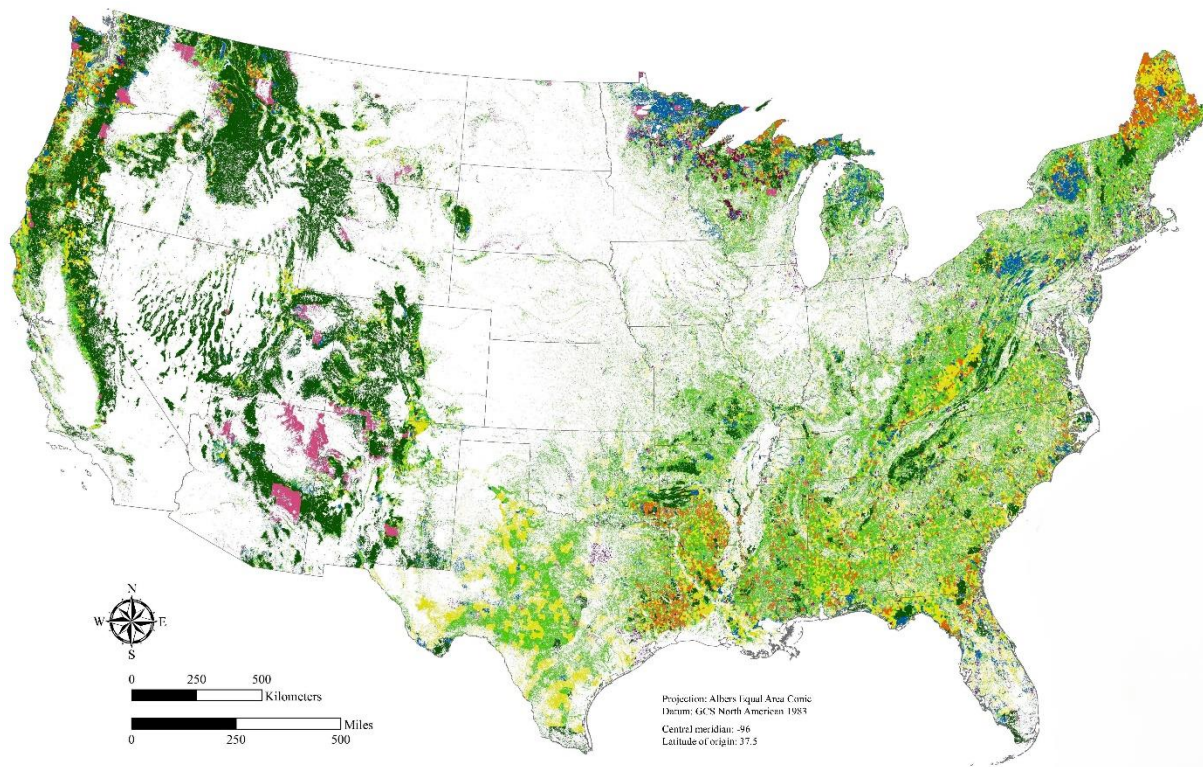 N
W E
S
0 250 500
Kilometers
Miles
0 250 500
Projection: Albers Equal Area Conic
Datum: GCS North American 1983
Central meridian: -96
Latitude of origin: 37.5